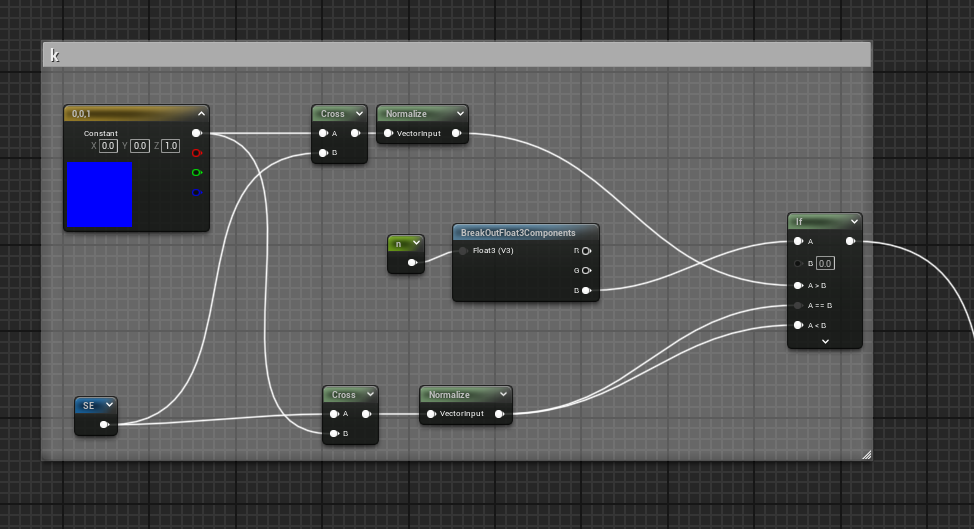 k
0,0,1
Constant
X 0.0 Y 0.0 Z 1.0
Cross
A
B
Normalize
VectorInput
n
BreakOutFloat3Components
Float3 (V3)
R
G
B
If
A
B 0.0
A > B
A == B
A < B
SE
Cross
A
B
Normalize
VectorInput